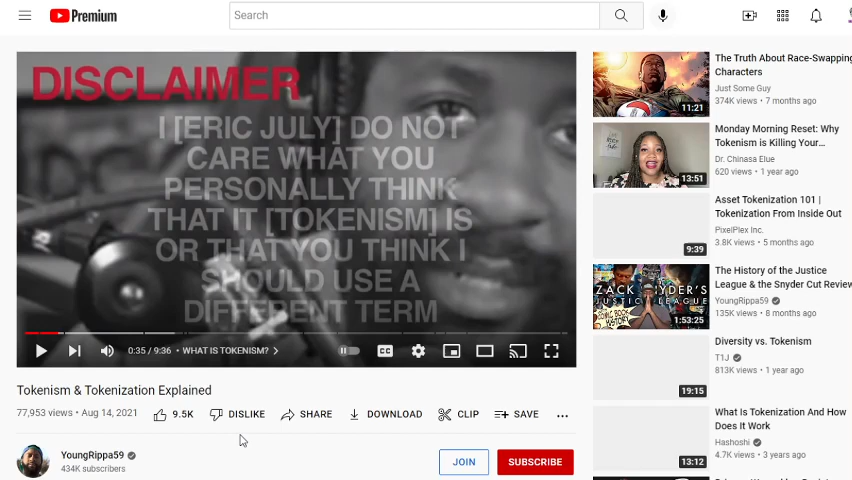 Premium
Search
DISCLAIMER
I [ERIC JULY] DO NOT
CARE WHAT YOU
PERSONALLY THINK
THAT IT [TOKENISM] IS
OR THAT YOU THINK I
SHOULD USE A
DIFFERENT TERM
0:35 / 9:36 • WHAT IS TOKENISM?
Tokenism & Tokenization Explained
77,953 views • Aug 14, 2021
9.5K
DISLIKE
SHARE
DOWNLOAD
CLIP
SAVE
YoungRippa59
434K subscribers
JOIN
SUBSCRIBE
11:21
The Truth About Race-Swapping
Characters
Just Some Guy
374K views • 7 months ago
13:51
Monday Morning Reset: Why
Tokenism is Killing Your...
Dr. Chinasa Elue
620 views • 1 year ago
9:39
Asset Tokenization 101 |
Tokenization From Inside Out
PixelPlex Inc.
3.8K views • 5 months ago
ZACK SNYDER'S
JUSTICE LEAGUE
1:53:25
The History of the Justice
League & the Snyder Cut Review
YoungRippa59
135K views • 8 months ago
19:15
Diversity vs. Tokenism
T1J
813K views • 1 year ago
13:12
What Is Tokenization And How
Does It Work
Hashoshi
4.7K views • 3 years ago